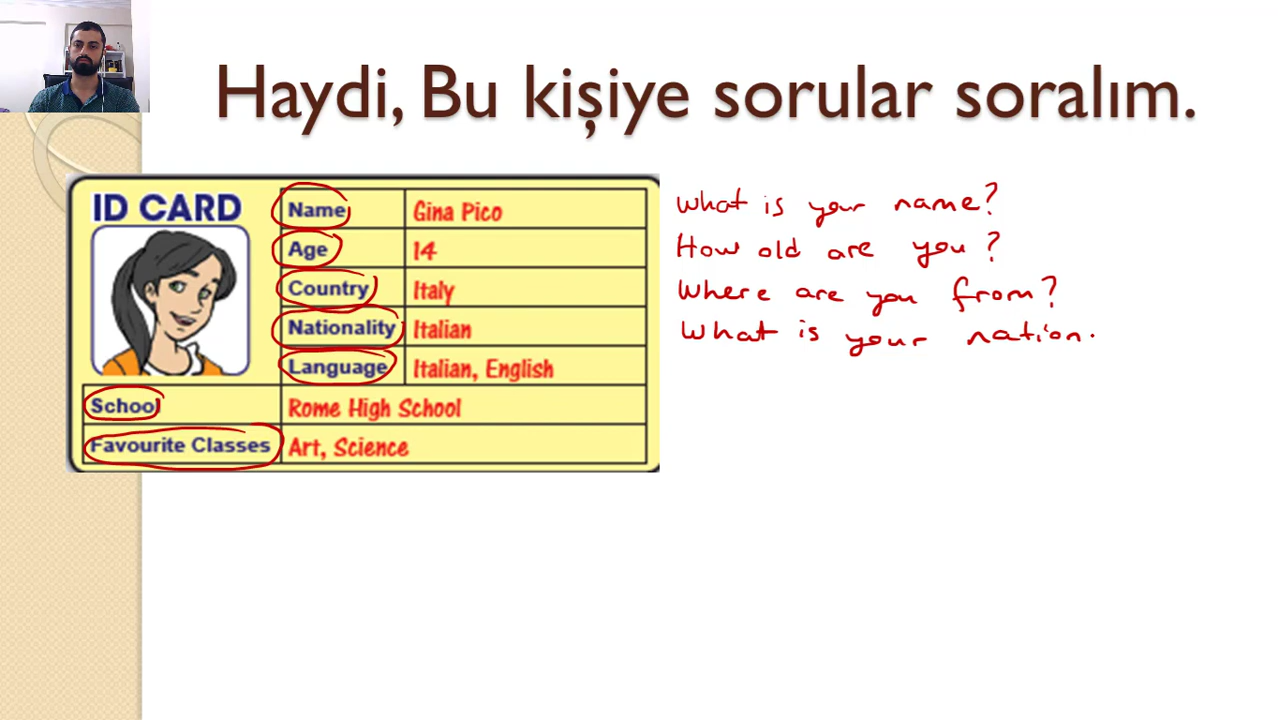 Haydi, Bu kişiye sorular soralım.
ID CARD
Name Gina Pico
Age 14
Country Italy
Nationality Italian
Language Italian, English
School Rome High School
Favourite Classes Art, Science
What is your name?
How old are you?
Where are you from?
What is your nation